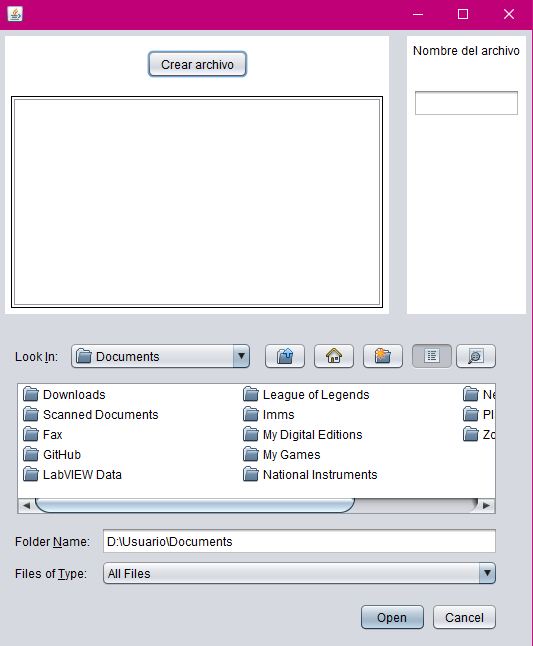 Crear archivo
Nombre del archivo
Look In:
Documents
Downloads
League of Legends
Ne
Scanned Documents
lmms
Pl
Fax
My Digital Editions
Zo
GitHub
My Games
LabVIEW Data
National Instruments
Folder Name:
D:\Usuario\Documents
Files of Type:
All Files
Open
Cancel